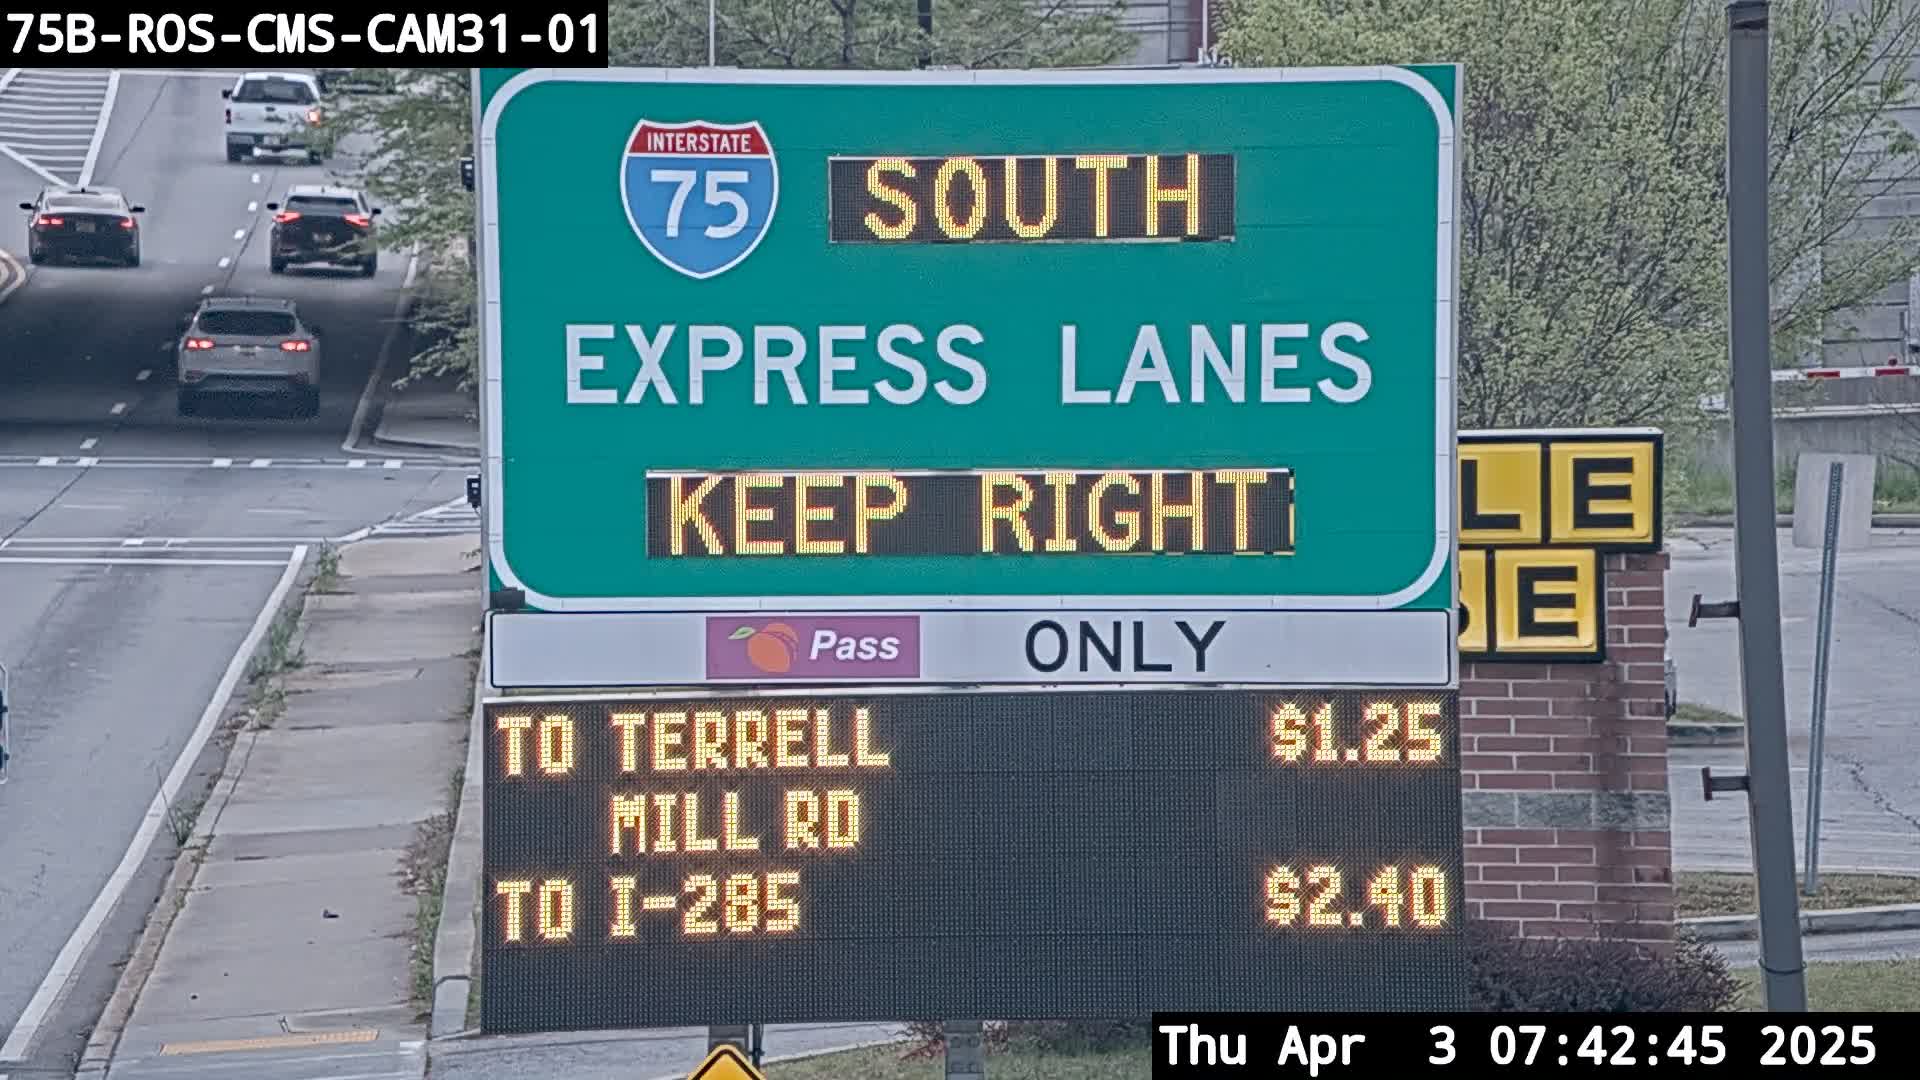 75B-ROS-CMS-CAM31-01
INTERSTATE
75
SOUTH
EXPRESS LANES
KEEP RIGHT
Pass ONLY
TO TERRELL $1.25
MILL RD
TO I-285 $2.40
LE
E
Thu Apr 3 07:42:45 2025